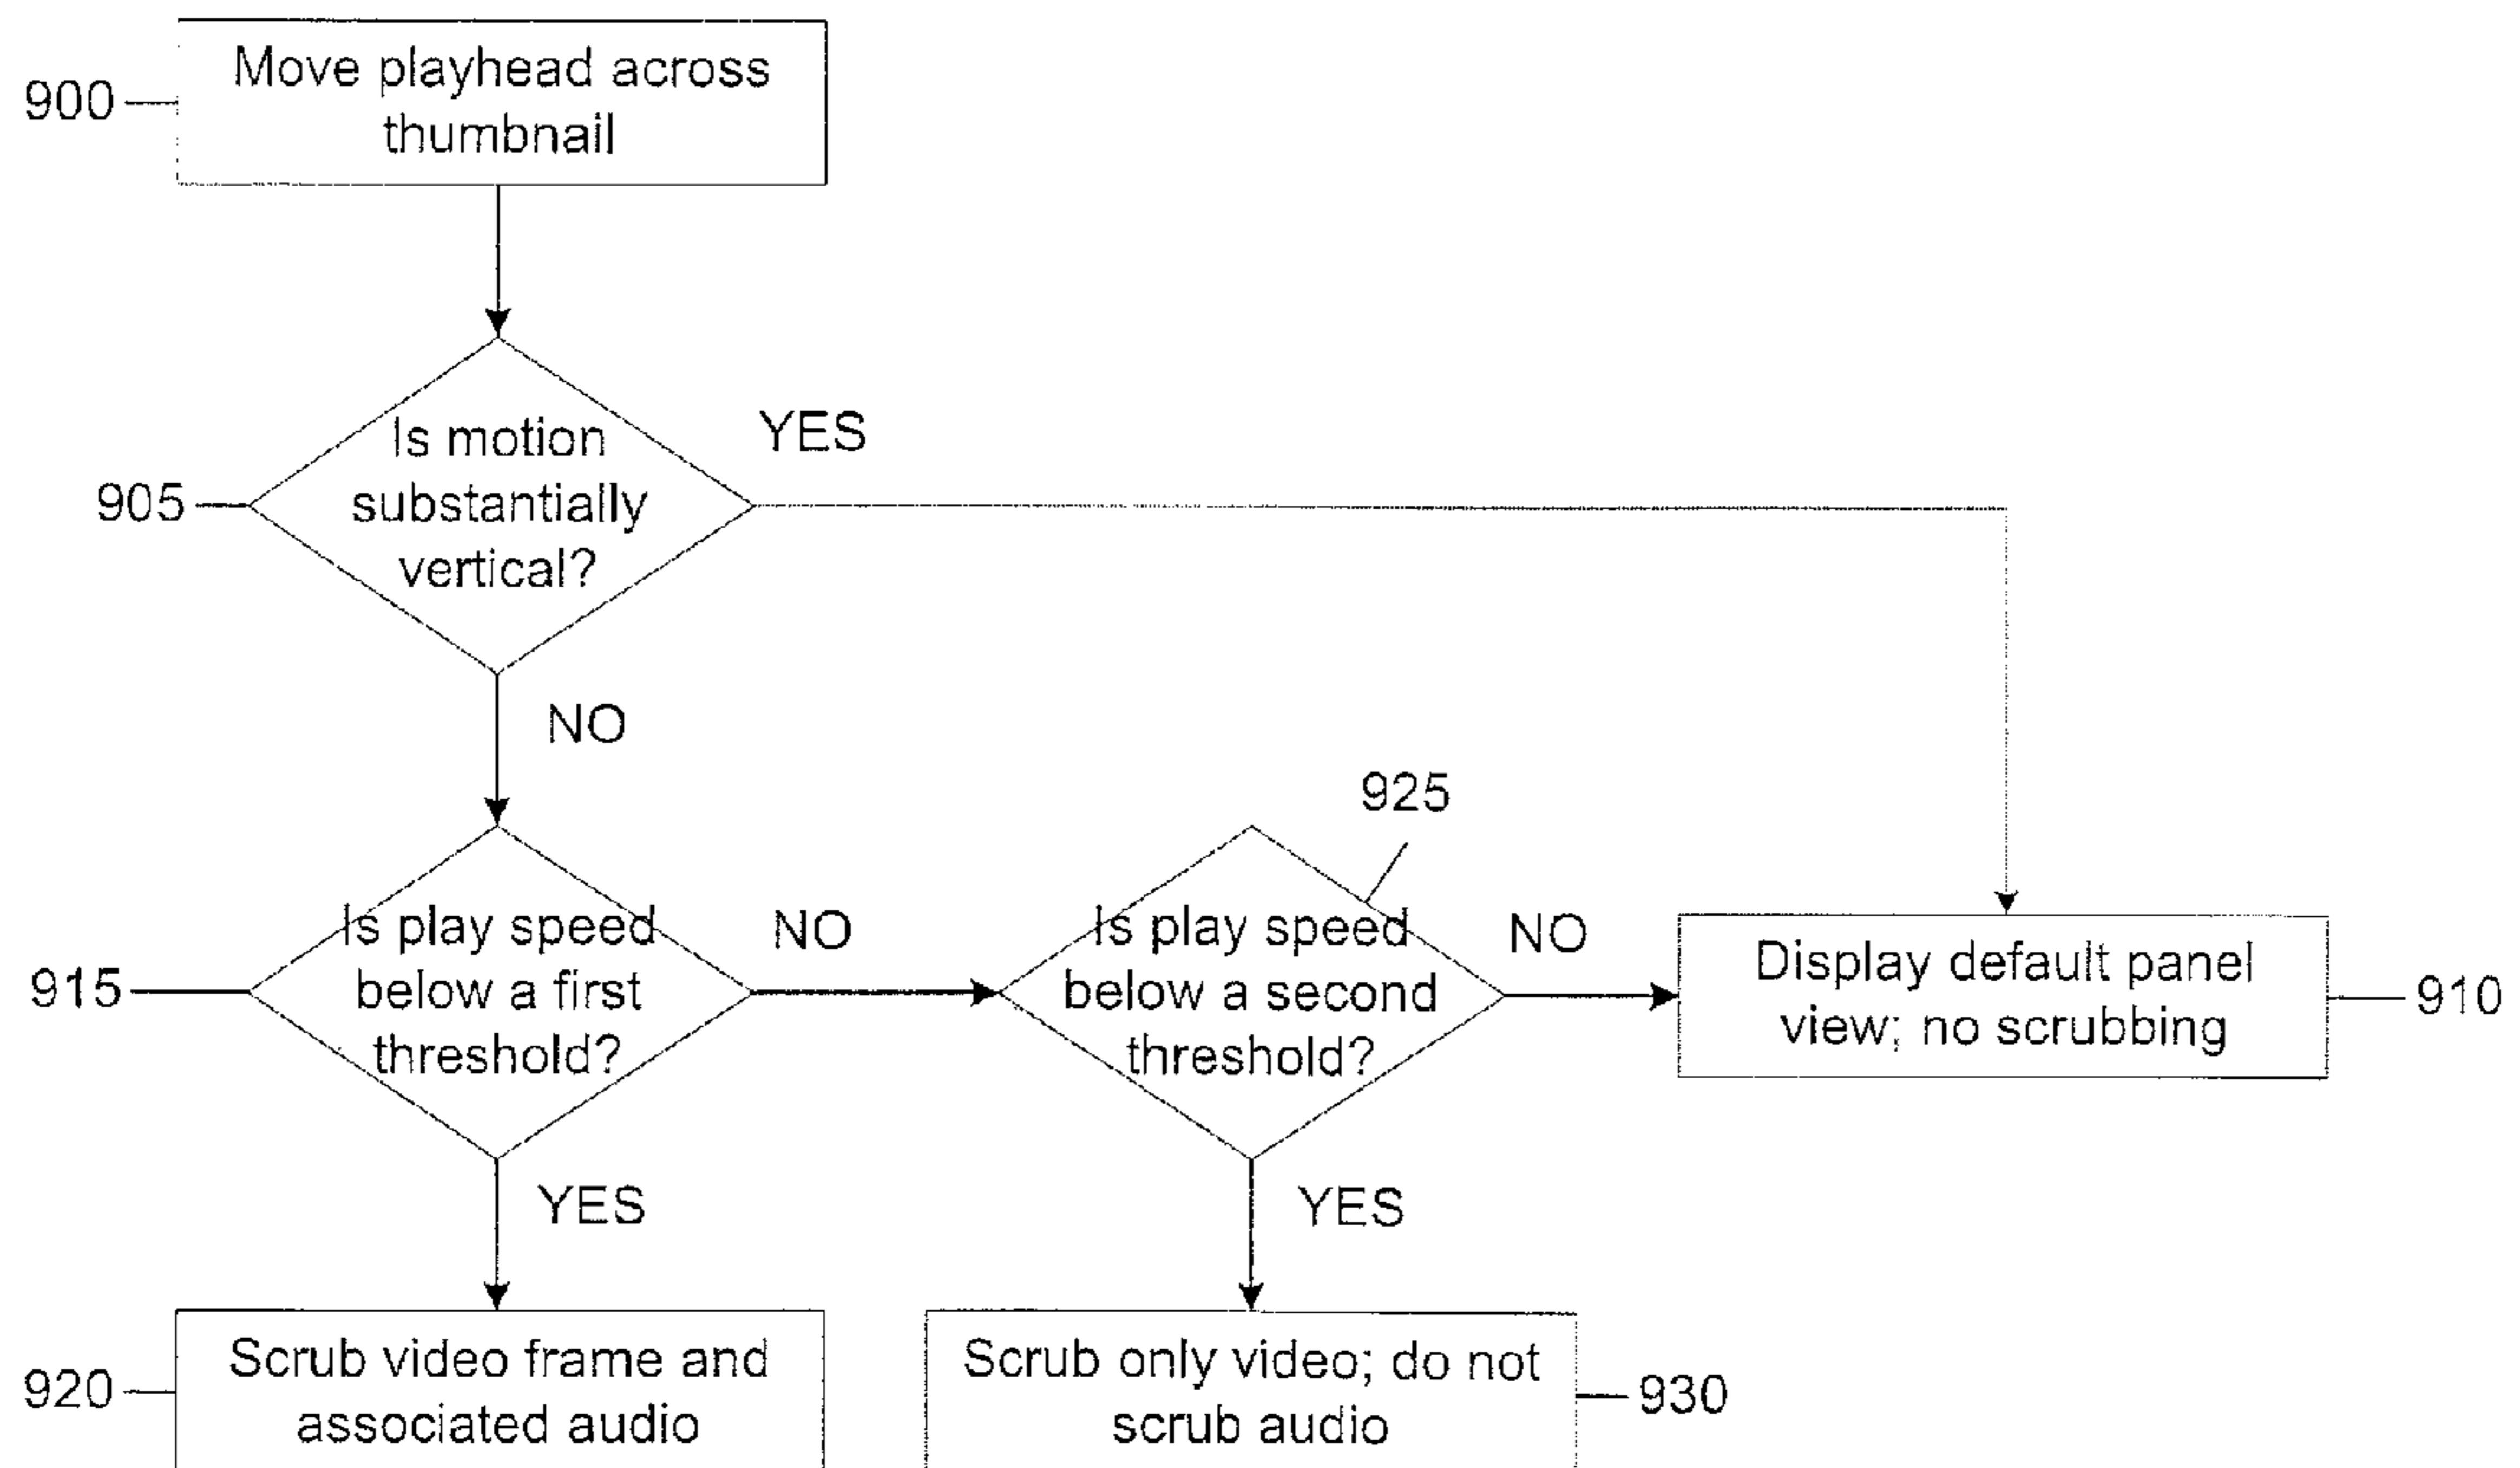 Move playhead across
thumbnail
900
Is motion
substantially
vertical?
905
YES
NO
925
Is play speed
below a first
threshold?
915
NO
Is play speed
below a second
threshold?
NO
Display default panel
view; no scrubbing
910
YES
YES
Scrub video frame and
associated audio
920
Scrub only video; do not
scrub audio
930